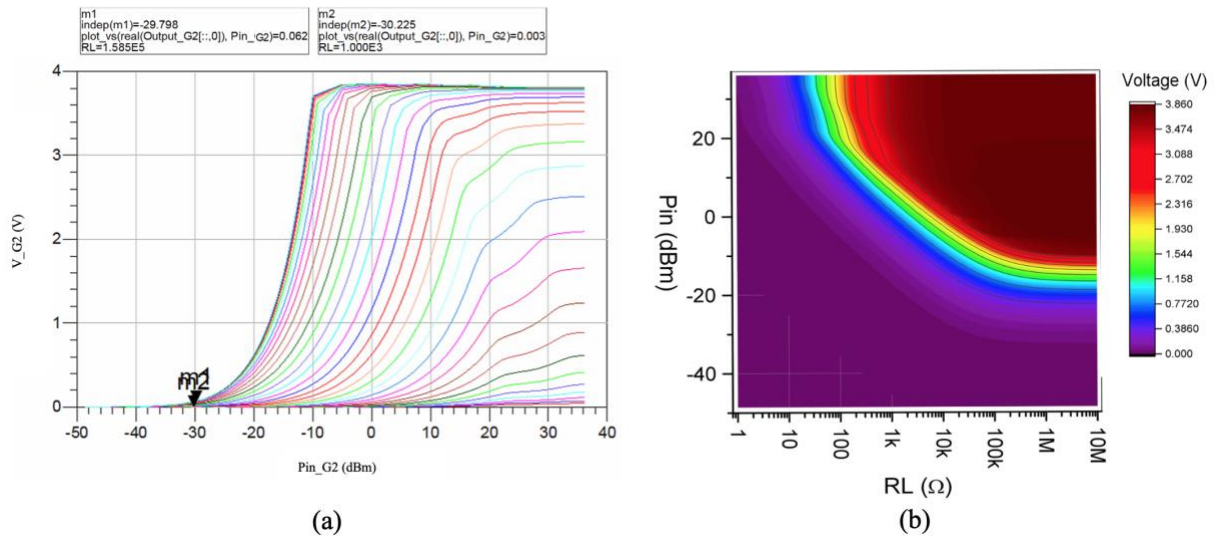 m1
indep(m1)=-29.798
plot_vs(real(Output_G2[::,0]), Pin_G2)=0.062
RL=1.585E5
m2
indep(m2)=-30.225
plot_vs(real(Output_G2[::,0]), Pin_G2)=0.003
RL=1.000E3
4
3
2
1
0
V_G2 (V)
m1
m2
-50
-40
-30
-20
-10
0
10
20
30
40
Pin_G2 (dBm)
(a)
Pin (dBm)
20
0
-20
-40
1
10
100
1k
10k
100k
1M
10M
RL (Ω)
Voltage (V)
3.860
3.474
3.088
2.702
2.316
1.930
1.544
1.158
0.7720
0.3860
0.000
(b)